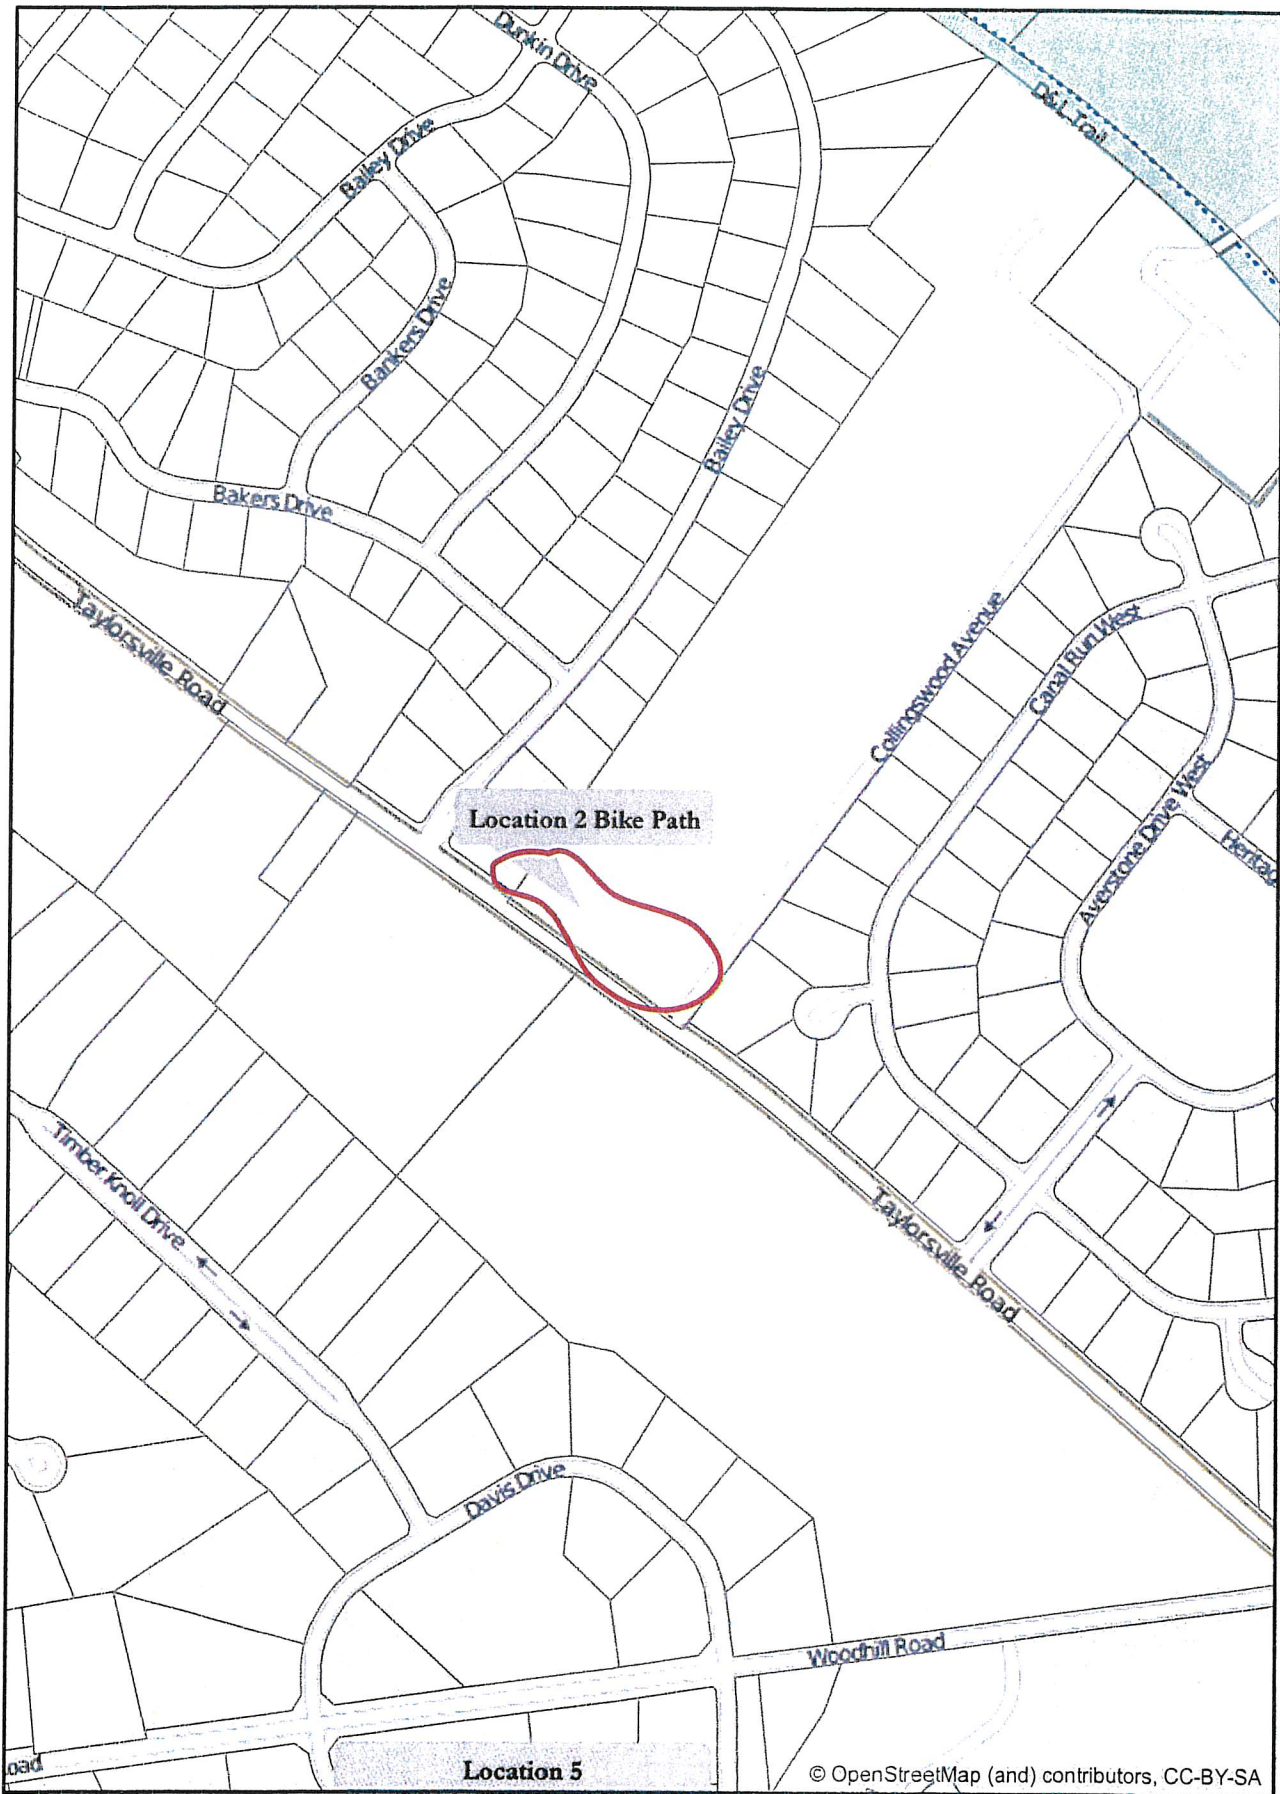 Dunkin Drive
D&L Trail
Bailey Drive
Bankers Drive
Bailey Drive
Bakers Drive
Taylorsville Road
Collingswood Avenue
Canal Run West
Averstone Drive West
Heritag
Location 2 Bike Path
Timber Knoll Drive
Taylorsville Road
Davis Drive
Woodhill Road
oad
Location 5
© OpenStreetMap (and) contributors, CC-BY-SA